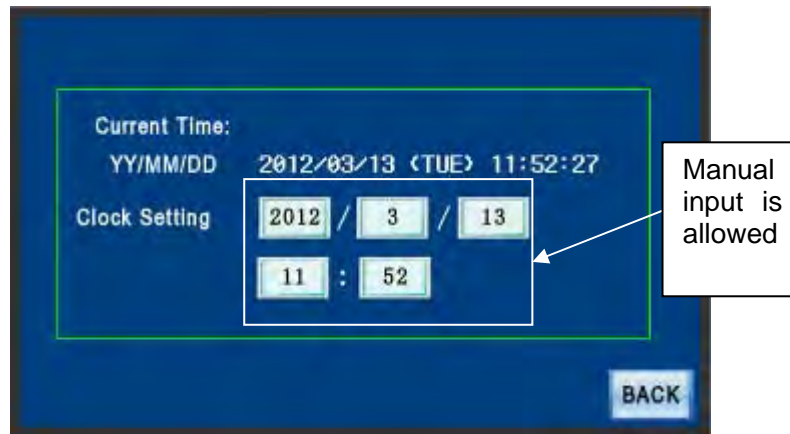 Current Time:
YY/MM/DD 2012/03/13 (TUE) 11:52:27
Clock Setting 2012 / 3 / 13
11 : 52
Manual
input is
allowed
BACK